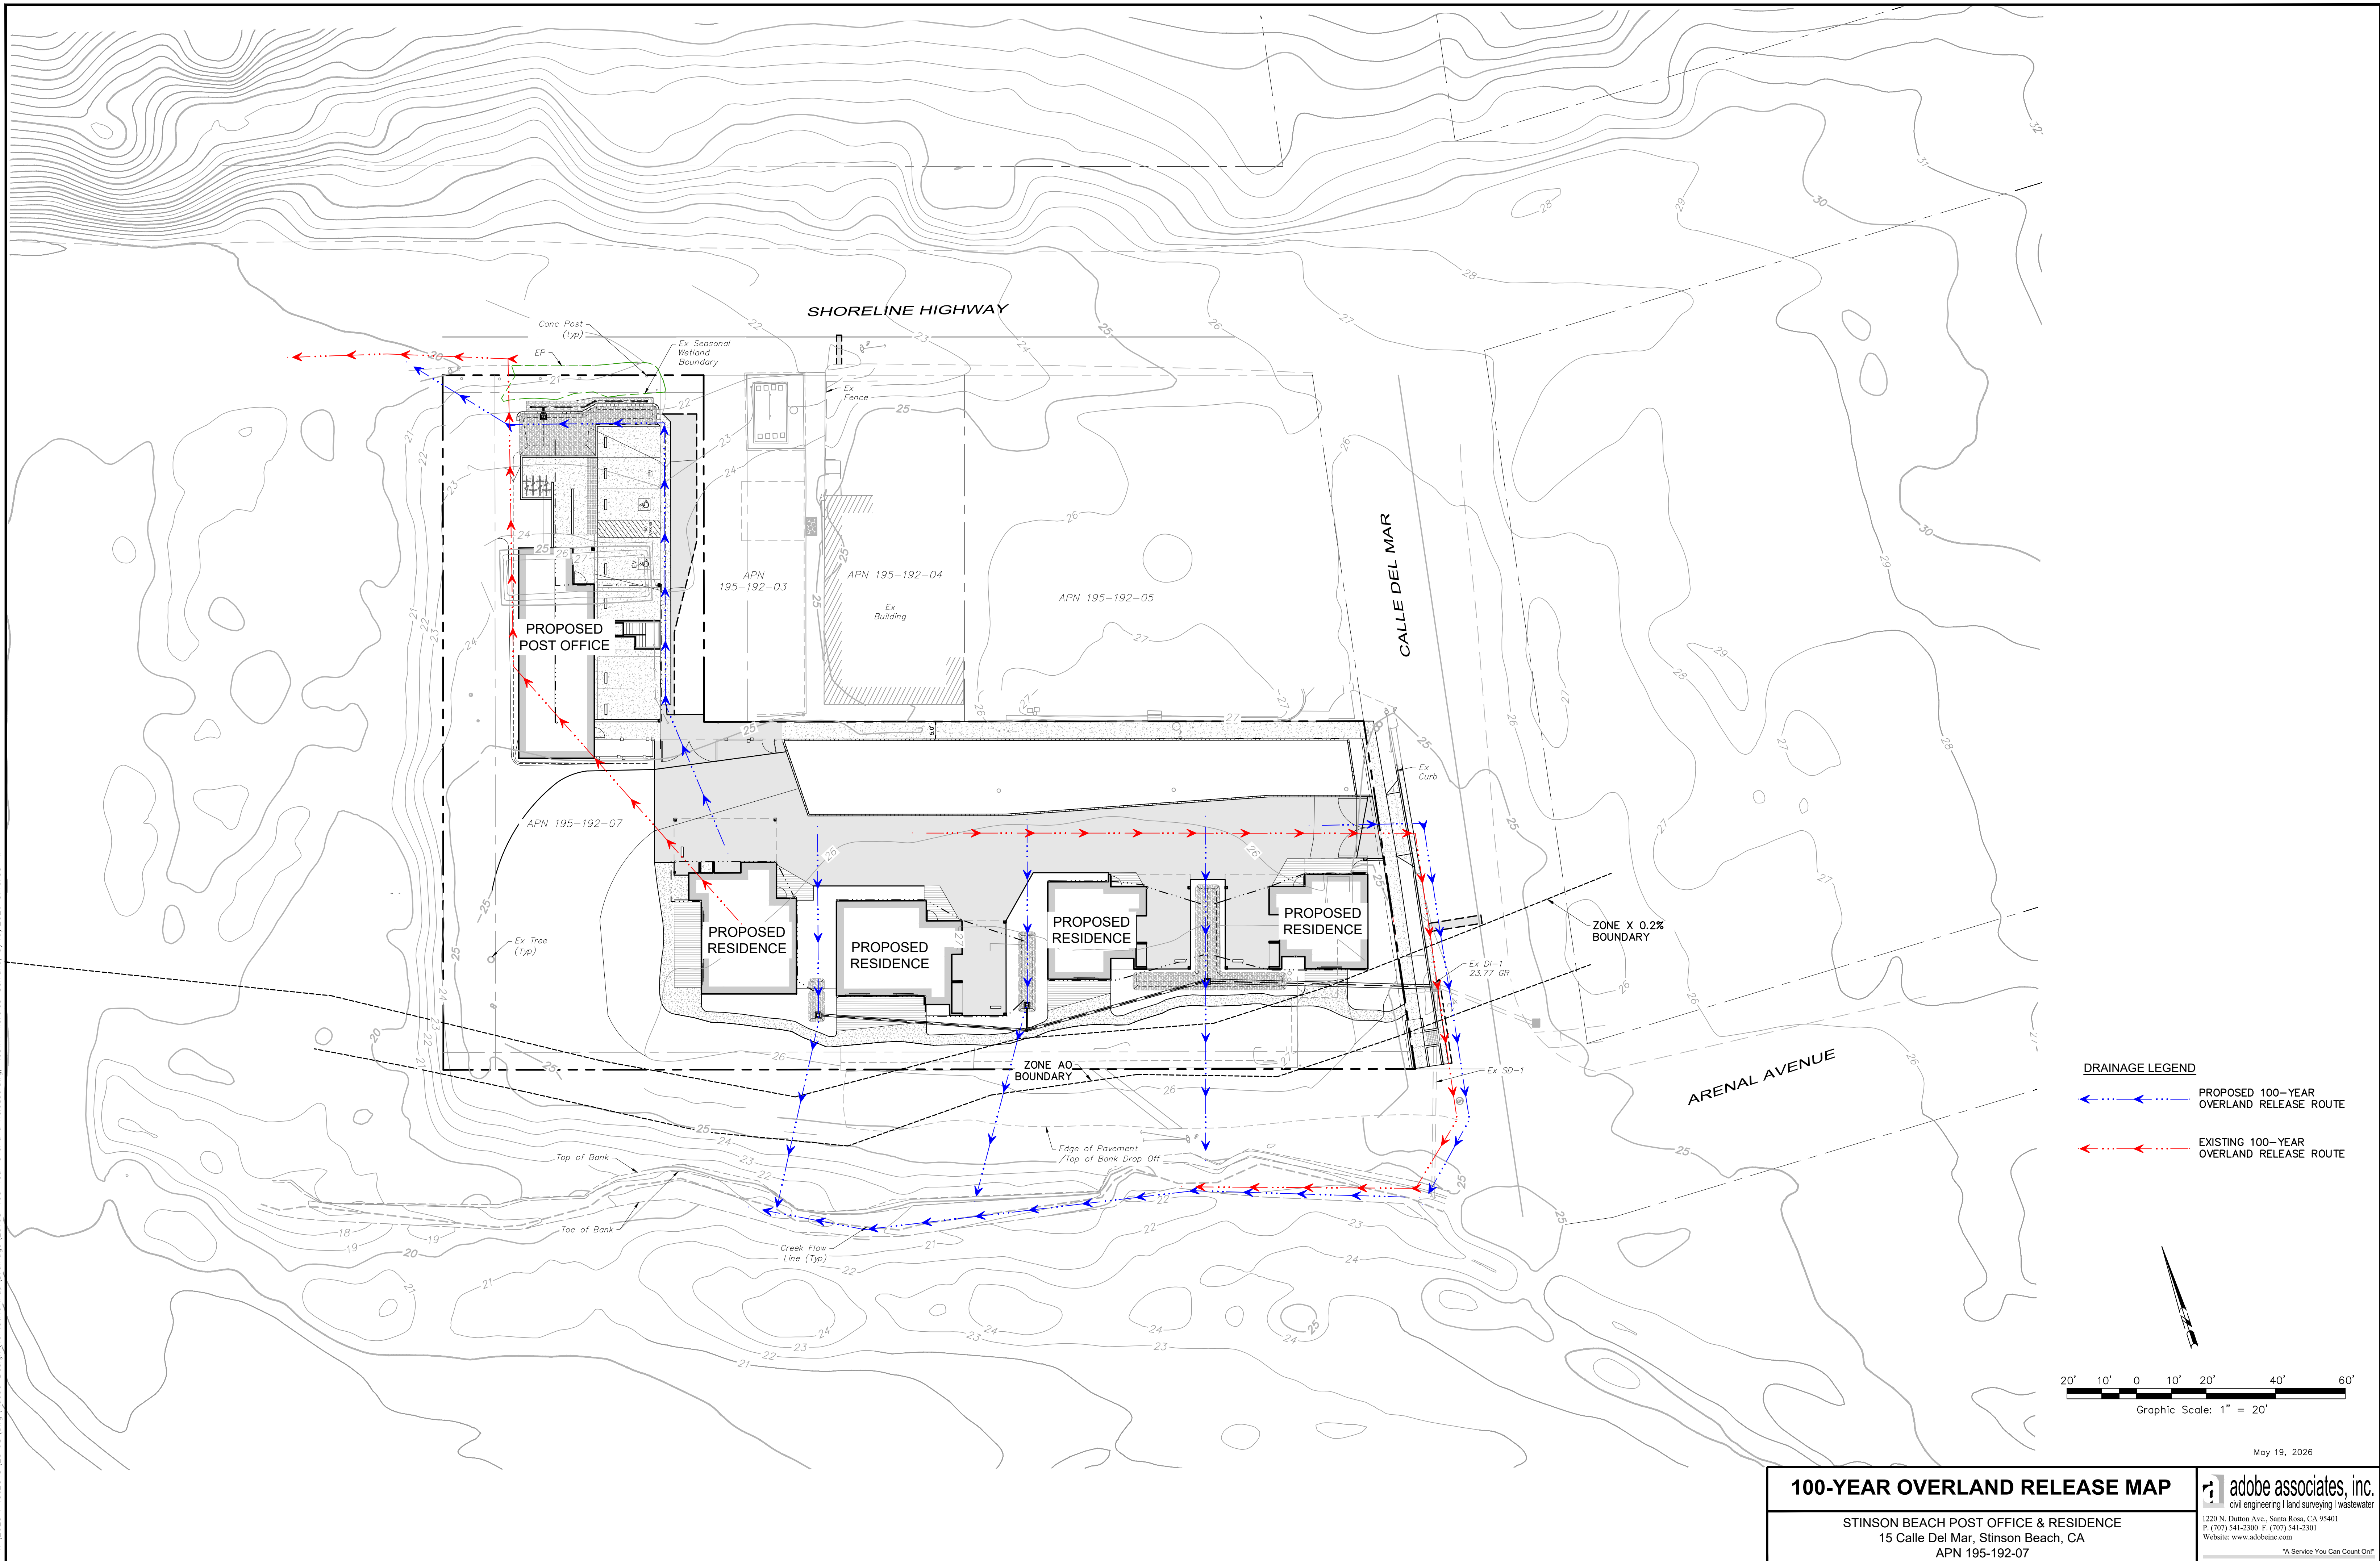 SHORELINE HIGHWAY
Conc Post
(typ)
EP
Ex Seasonal
Wetland
Boundary
Ex
Fence
EV
EV
APN
195-192-03
APN 195-192-04
Ex
Building
APN 195-192-05
CALLE DEL MAR
PROPOSED
POST OFFICE
5.0'
Ex
Curb
APN 195-192-07
Ex Tree
(Typ)
PROPOSED
RESIDENCE
PROPOSED
RESIDENCE
PROPOSED
RESIDENCE
PROPOSED
RESIDENCE
ZONE X 0.2%
BOUNDARY
Ex DI-1
23.77 GR
ZONE AO
BOUNDARY
Ex SD-1
ARENAL AVENUE
Top of Bank
Toe of Bank
Edge of Pavement
/Top of Bank Drop Off
Creek Flow
Line (Typ)
DRAINAGE LEGEND
PROPOSED 100-YEAR
OVERLAND RELEASE ROUTE
EXISTING 100-YEAR
OVERLAND RELEASE ROUTE
20' 10' 0 10' 20' 40' 60'
Graphic Scale: 1" = 20'
May 19, 2026
100-YEAR OVERLAND RELEASE MAP
STINSON BEACH POST OFFICE & RESIDENCE
15 Calle Del Mar, Stinson Beach, CA
APN 195-192-07
adobe associates, inc.
civil engineering | land surveying | wastewater
1220 N. Dutton Ave., Santa Rosa, CA 95401
P. (707) 541-2300 F. (707) 541-2301
Website: www.adobeinc.com
"A Service You Can Count On!"